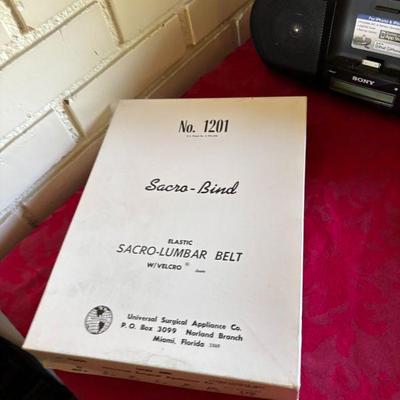 No. 1201
Sacro-Bind
ELASTIC
SACRO-LUMBAR BELT
W/VELCRO ®
Universal Surgical Appliance Co.
P. O. Box 3099 Norland Branch
Miami, Florida
SONY